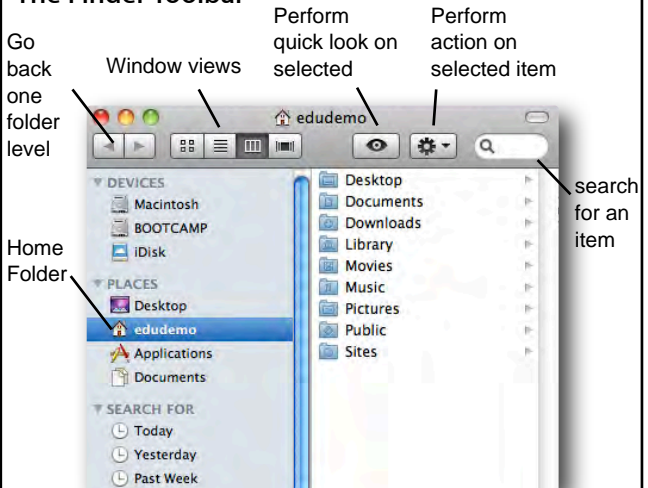 The Finder Toolbar
Go
back
one
folder
level
Window views
Perform
quick look on
selected
Perform
action on
selected item
search
for an
item
Home
Folder
edudemo
DEVICES
Macintosh
BOOTCAMP
iDisk
PLACES
Desktop
edudemo
Applications
Documents
SEARCH FOR
Today
Yesterday
Past Week
Desktop
Documents
Downloads
Library
Movies
Music
Pictures
Public
Sites